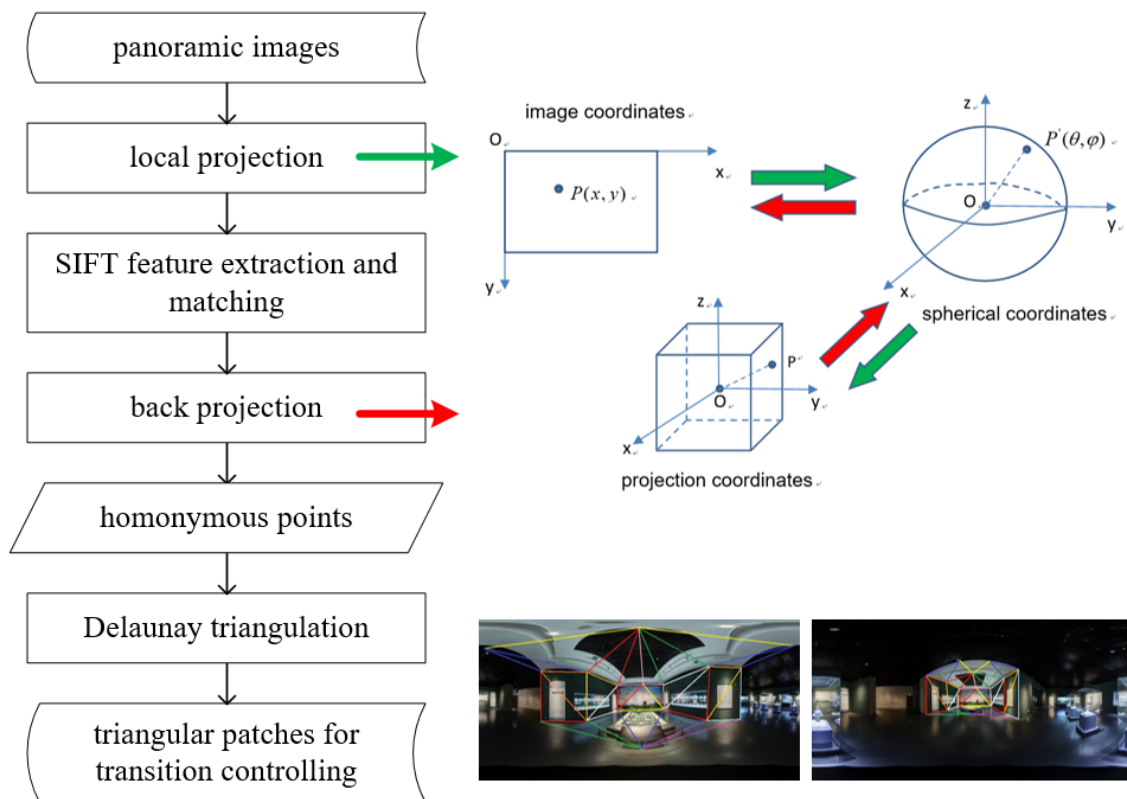 panoramic images
local projection
SIFT feature extraction and
matching
back projection
homonymous points
Delaunay triangulation
triangular patches for
transition controlling
image coordinates
O
x
P(x, y)
y
z
P'(θ,φ)
O
y
x
spherical coordinates
z
P'
O
y
x
projection coordinates